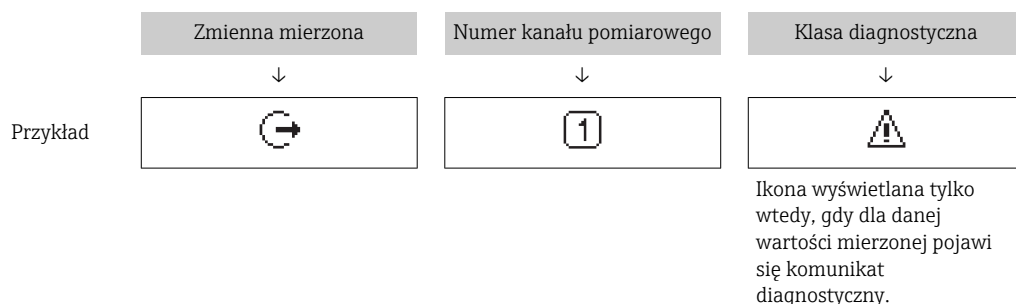 Zmienna mierzona Numer kanału pomiarowego Klasa diagnostyczna
↓ ↓ ↓
Przykład 1
Ikona wyświetlana tylko
wtedy, gdy dla danej
wartości mierzonej pojawi
się komunikat
diagnostyczny.